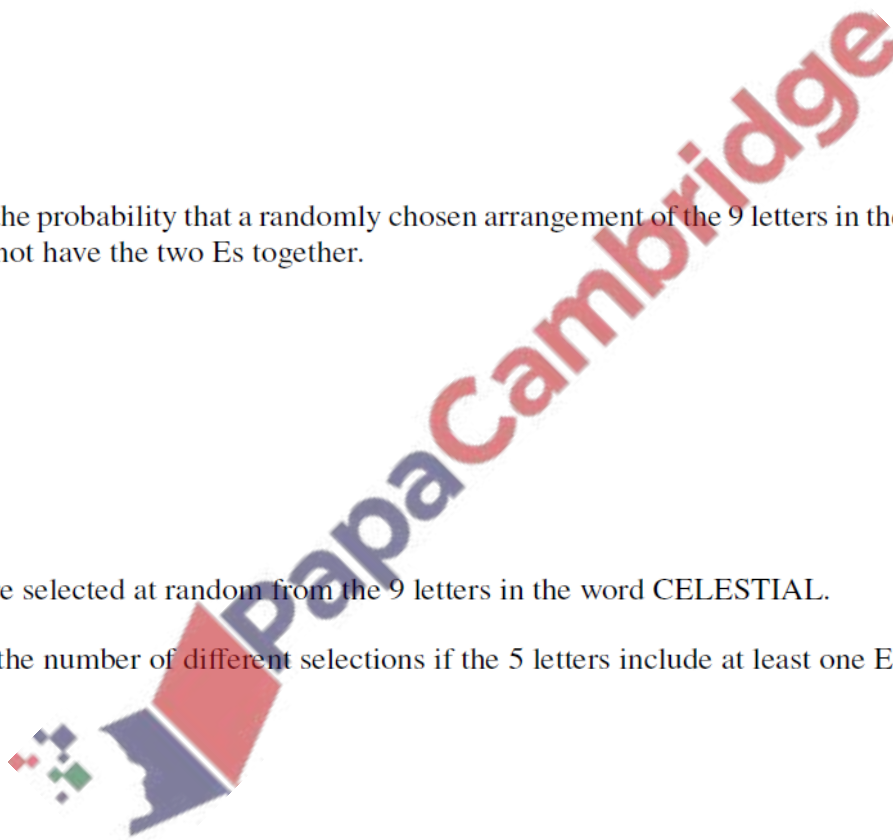 he probability that a randomly chosen arrangement of the 9 letters in the
not have the two Es together.
e selected at random from the 9 letters in the word CELESTIAL.
the number of different selections if the 5 letters include at least one E
PapaCambridge